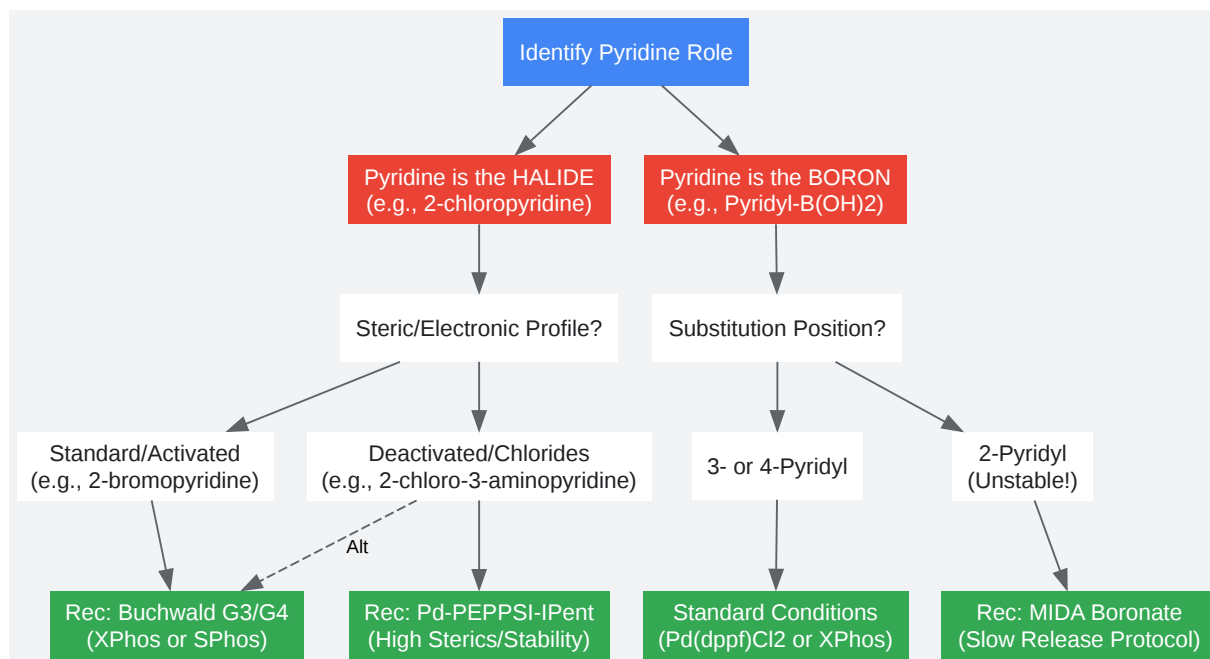 Identify Pyridine Role
Pyridine is the HALIDE
(e.g., 2-chloropyridine)
Pyridine is the BORON
(e.g., Pyridyl-B(OH)2)
Steric/Electronic Profile?
Substitution Position?
Standard/Activated
(e.g., 2-bromopyridine)
Deactivated/Chlorides
(e.g., 2-chloro-3-aminopyridine)
3- or 4-Pyridyl
2-Pyridyl
(Unstable!)
Alt
Rec: Buchwald G3/G4
(XPhos or SPhos)
Rec: Pd-PEPPSI-IPent
(High Sterics/Stability)
Standard Conditions
(Pd(dppf)Cl2 or XPhos)
Rec: MIDA Boronate
(Slow Release Protocol)